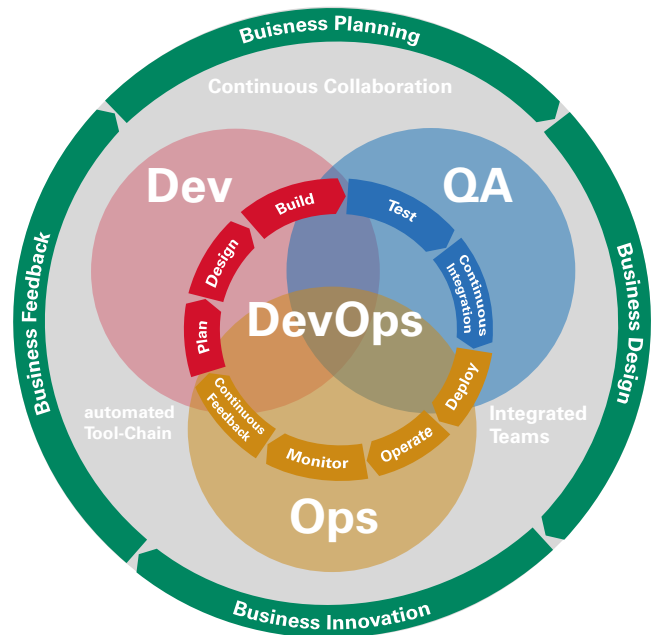 Buisness Planning
Continuous Collaboration
Dev
QA
Build
Test
Design
Continuous
Integration
Business Feedback
Business Design
DevOps
Plan
Deploy
automated
Tool-Chain
Continuous
Feedback
Integrated
Teams
Operate
Monitor
Ops
Business Innovation